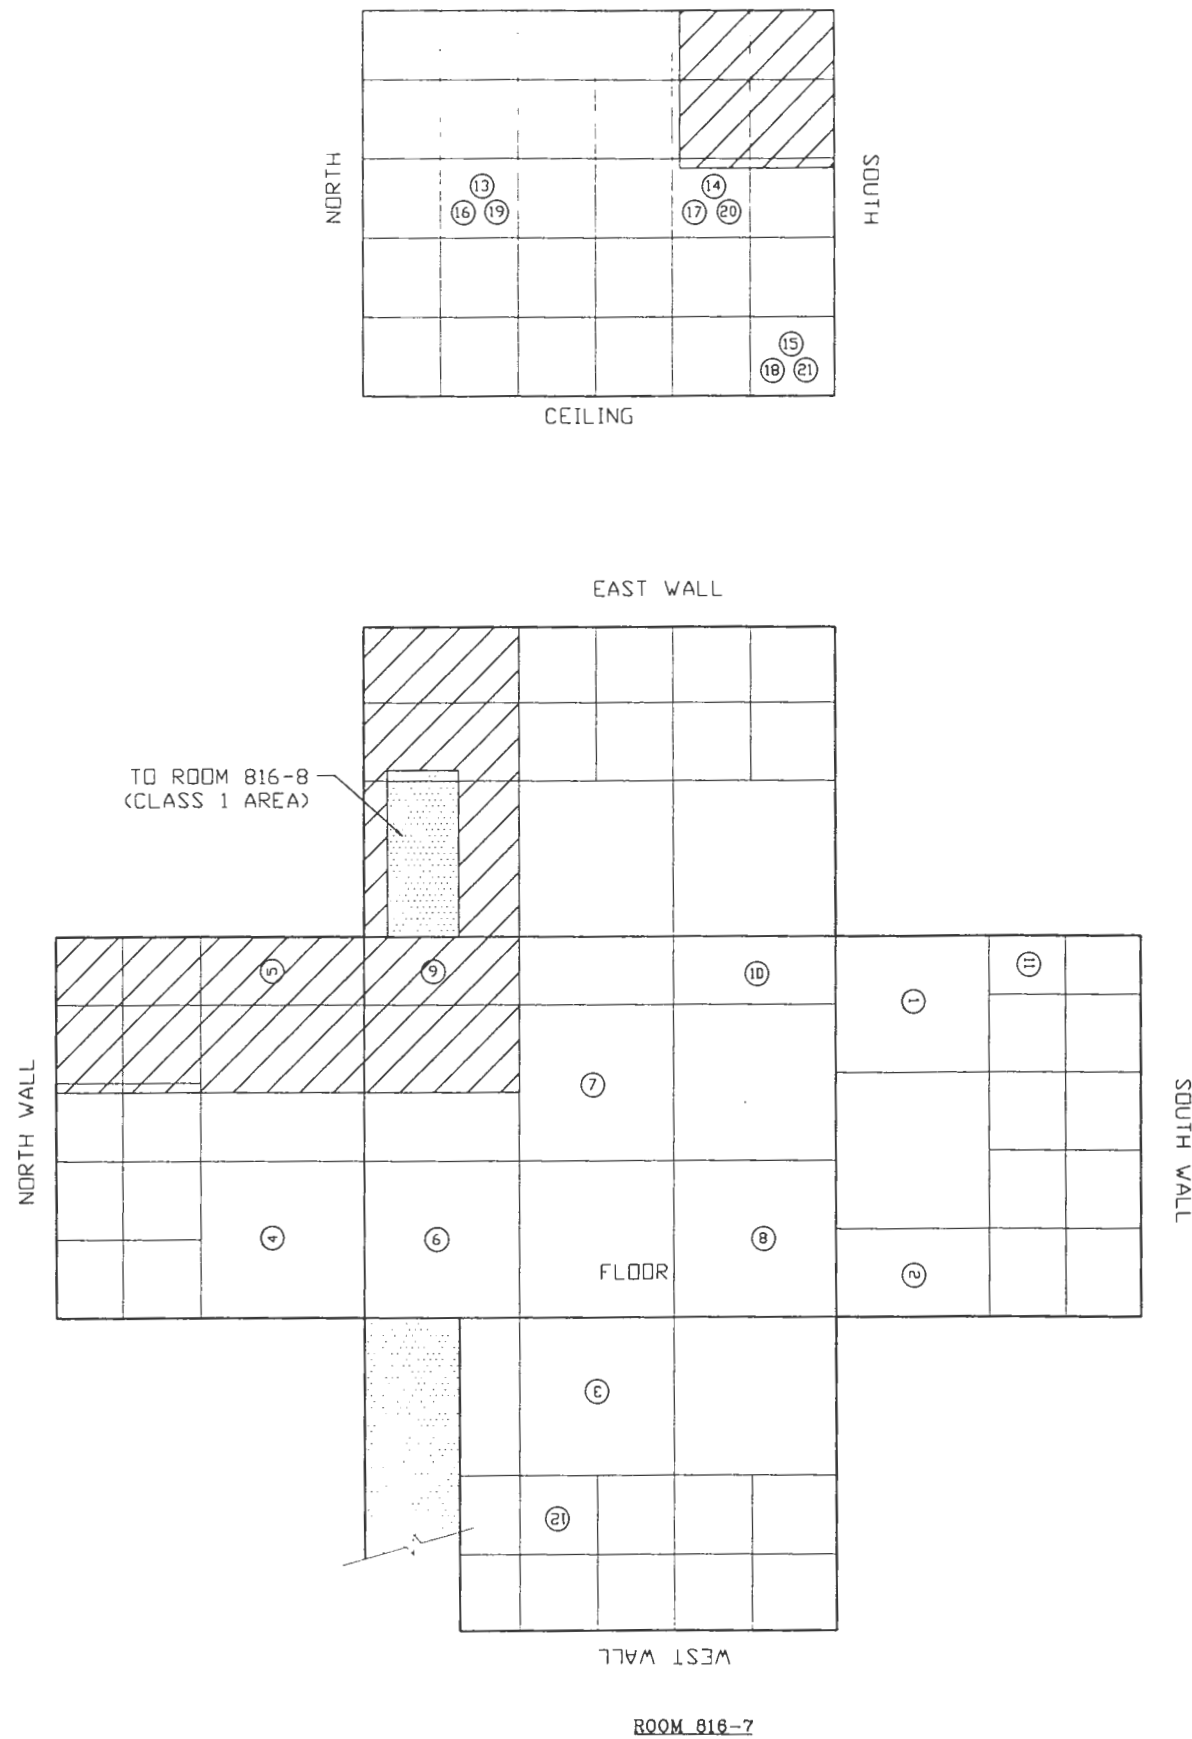 NORTH
SOUTH
13
14
16 19
17 20
15
18 21
CEILING
EAST WALL
TO ROOM 816-8
(CLASS 1 AREA)
5
9
10
11
1
7
NORTH WALL
SOUTH WALL
4
6
8
FLOOR
2
3
12
WEST WALL
ROOM 816-7